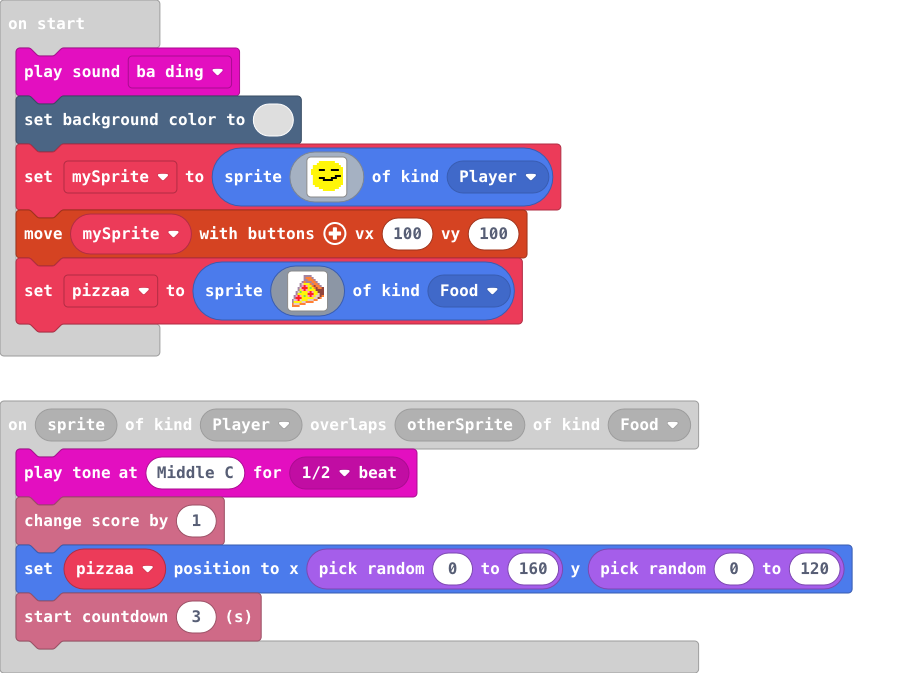 on start
play sound ba ding
set background color to
set mySprite to sprite of kind Player
move mySprite with buttons vx 100 vy 100
set pizzaa to sprite of kind Food
on sprite of kind Player overlaps otherSprite of kind Food
play tone at Middle C for 1/2 beat
change score by 1
set pizzaa position to x pick random 0 to 160 y pick random 0 to 120
start countdown 3 (s)